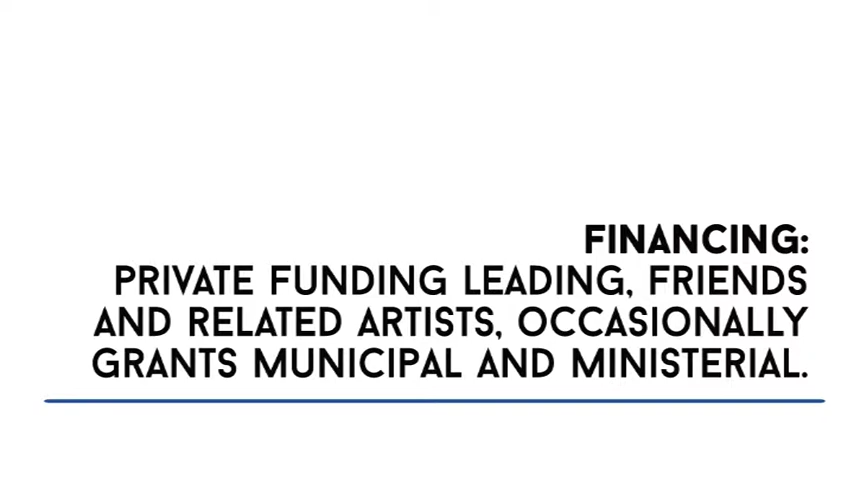 FINANCING:
PRIVATE FUNDING LEADING, FRIENDS
AND RELATED ARTISTS, OCCASIONALLY
GRANTS MUNICIPAL AND MINISTERIAL.